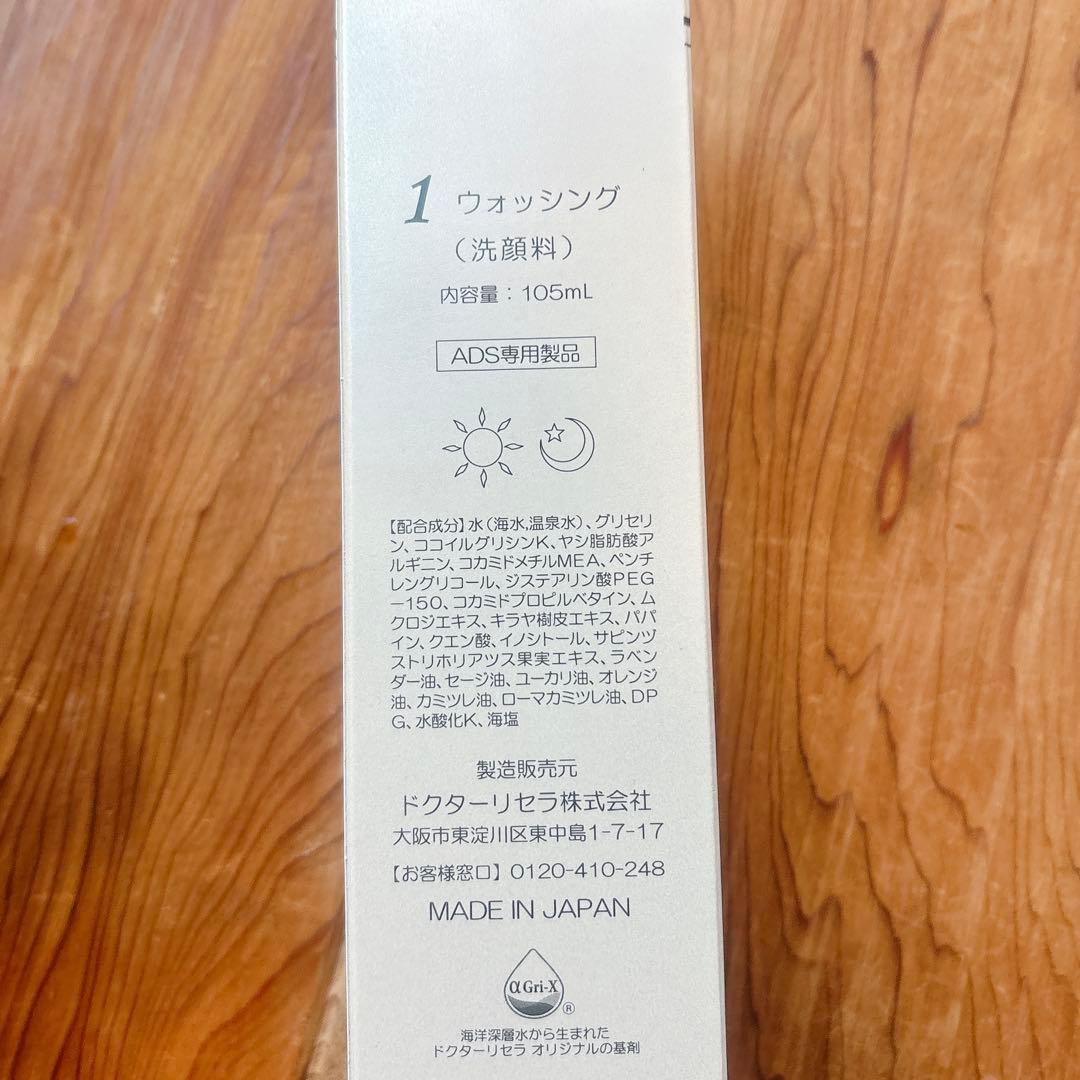 1 ウォッシング
(洗顔料)
内容量：105mL
ADS専用製品
【配合成分】水(海水,温泉水)、グリセリ
ン、ココイルグリシンK、ヤシ脂肪酸ア
ルギニン、コカミドメチルMEA、ペンチ
レングリコール、ジステアリン酸PEG
-150、コカミドプロピルベタイン、ム
クロジエキス、キラヤ樹皮エキス、パパ
イン、クエン酸、イノシトール、サピンヅ
ストリホリアツス果実エキス、ラベン
ダー油、セージ油、ユーカリ油、オレンジ
油、カミツレ油、ローマカミツレ油、DP
G、水酸化K、海塩
製造販売元
ドクターリセラ株式会社
大阪市東淀川区東中島1-7-17
【お客様窓口】0120-410-248
MADE IN JAPAN
αGri-X®
海洋深層水から生まれた
ドクターリセラ オリジナルの基剤